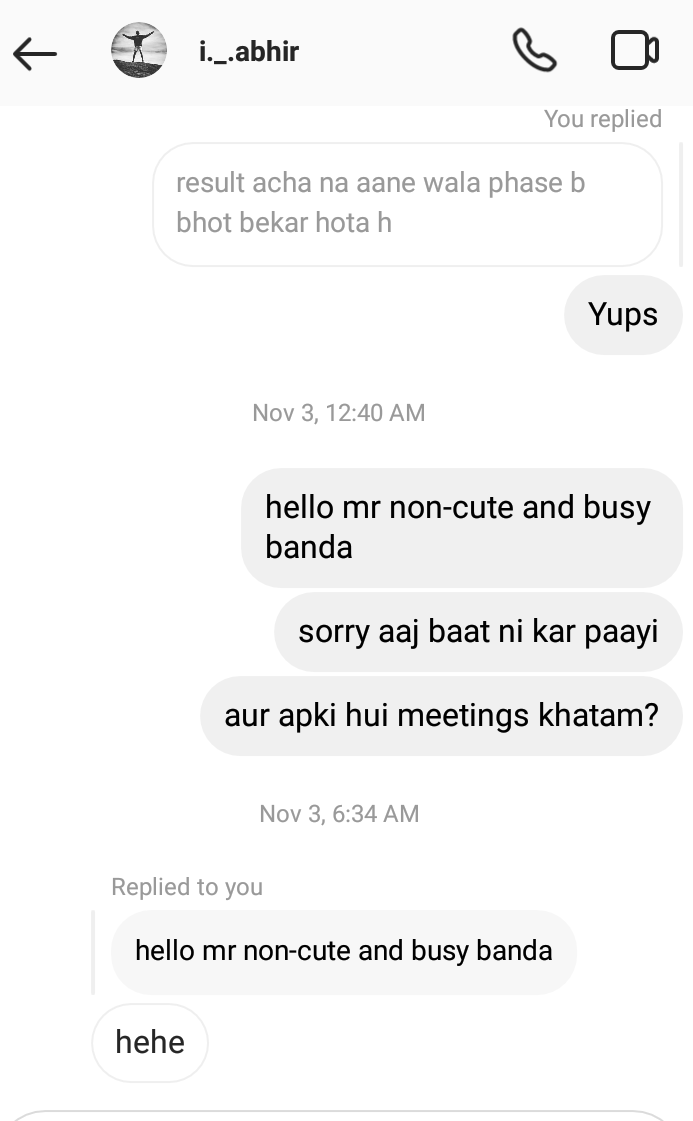 i._.abhir
You replied
result acha na aane wala phase b
bhot bekar hota h
Yups
Nov 3, 12:40 AM
hello mr non-cute and busy
banda
sorry aaj baat ni kar paayi
aur apki hui meetings khatam?
Nov 3, 6:34 AM
Replied to you
hello mr non-cute and busy banda
hehe